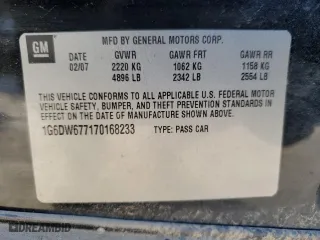 GM
MFD BY GENERAL MOTORS CORP.
DATE GVWR GAWR FRT GAWR RR
02/07 2220 KG 1062 KG 1158 KG
4896 LB 2342 LB 2554 LB
THIS VEHICLE CONFORMS TO ALL APPLICABLE U.S. FEDERAL MOTOR
VEHICLE SAFETY, BUMPER, AND THEFT PREVENTION STANDARDS IN
EFFECT ON THE DATE OF MANUFACTURE SHOWN ABOVE.
1G6DW677170168233 TYPE: PASS CAR